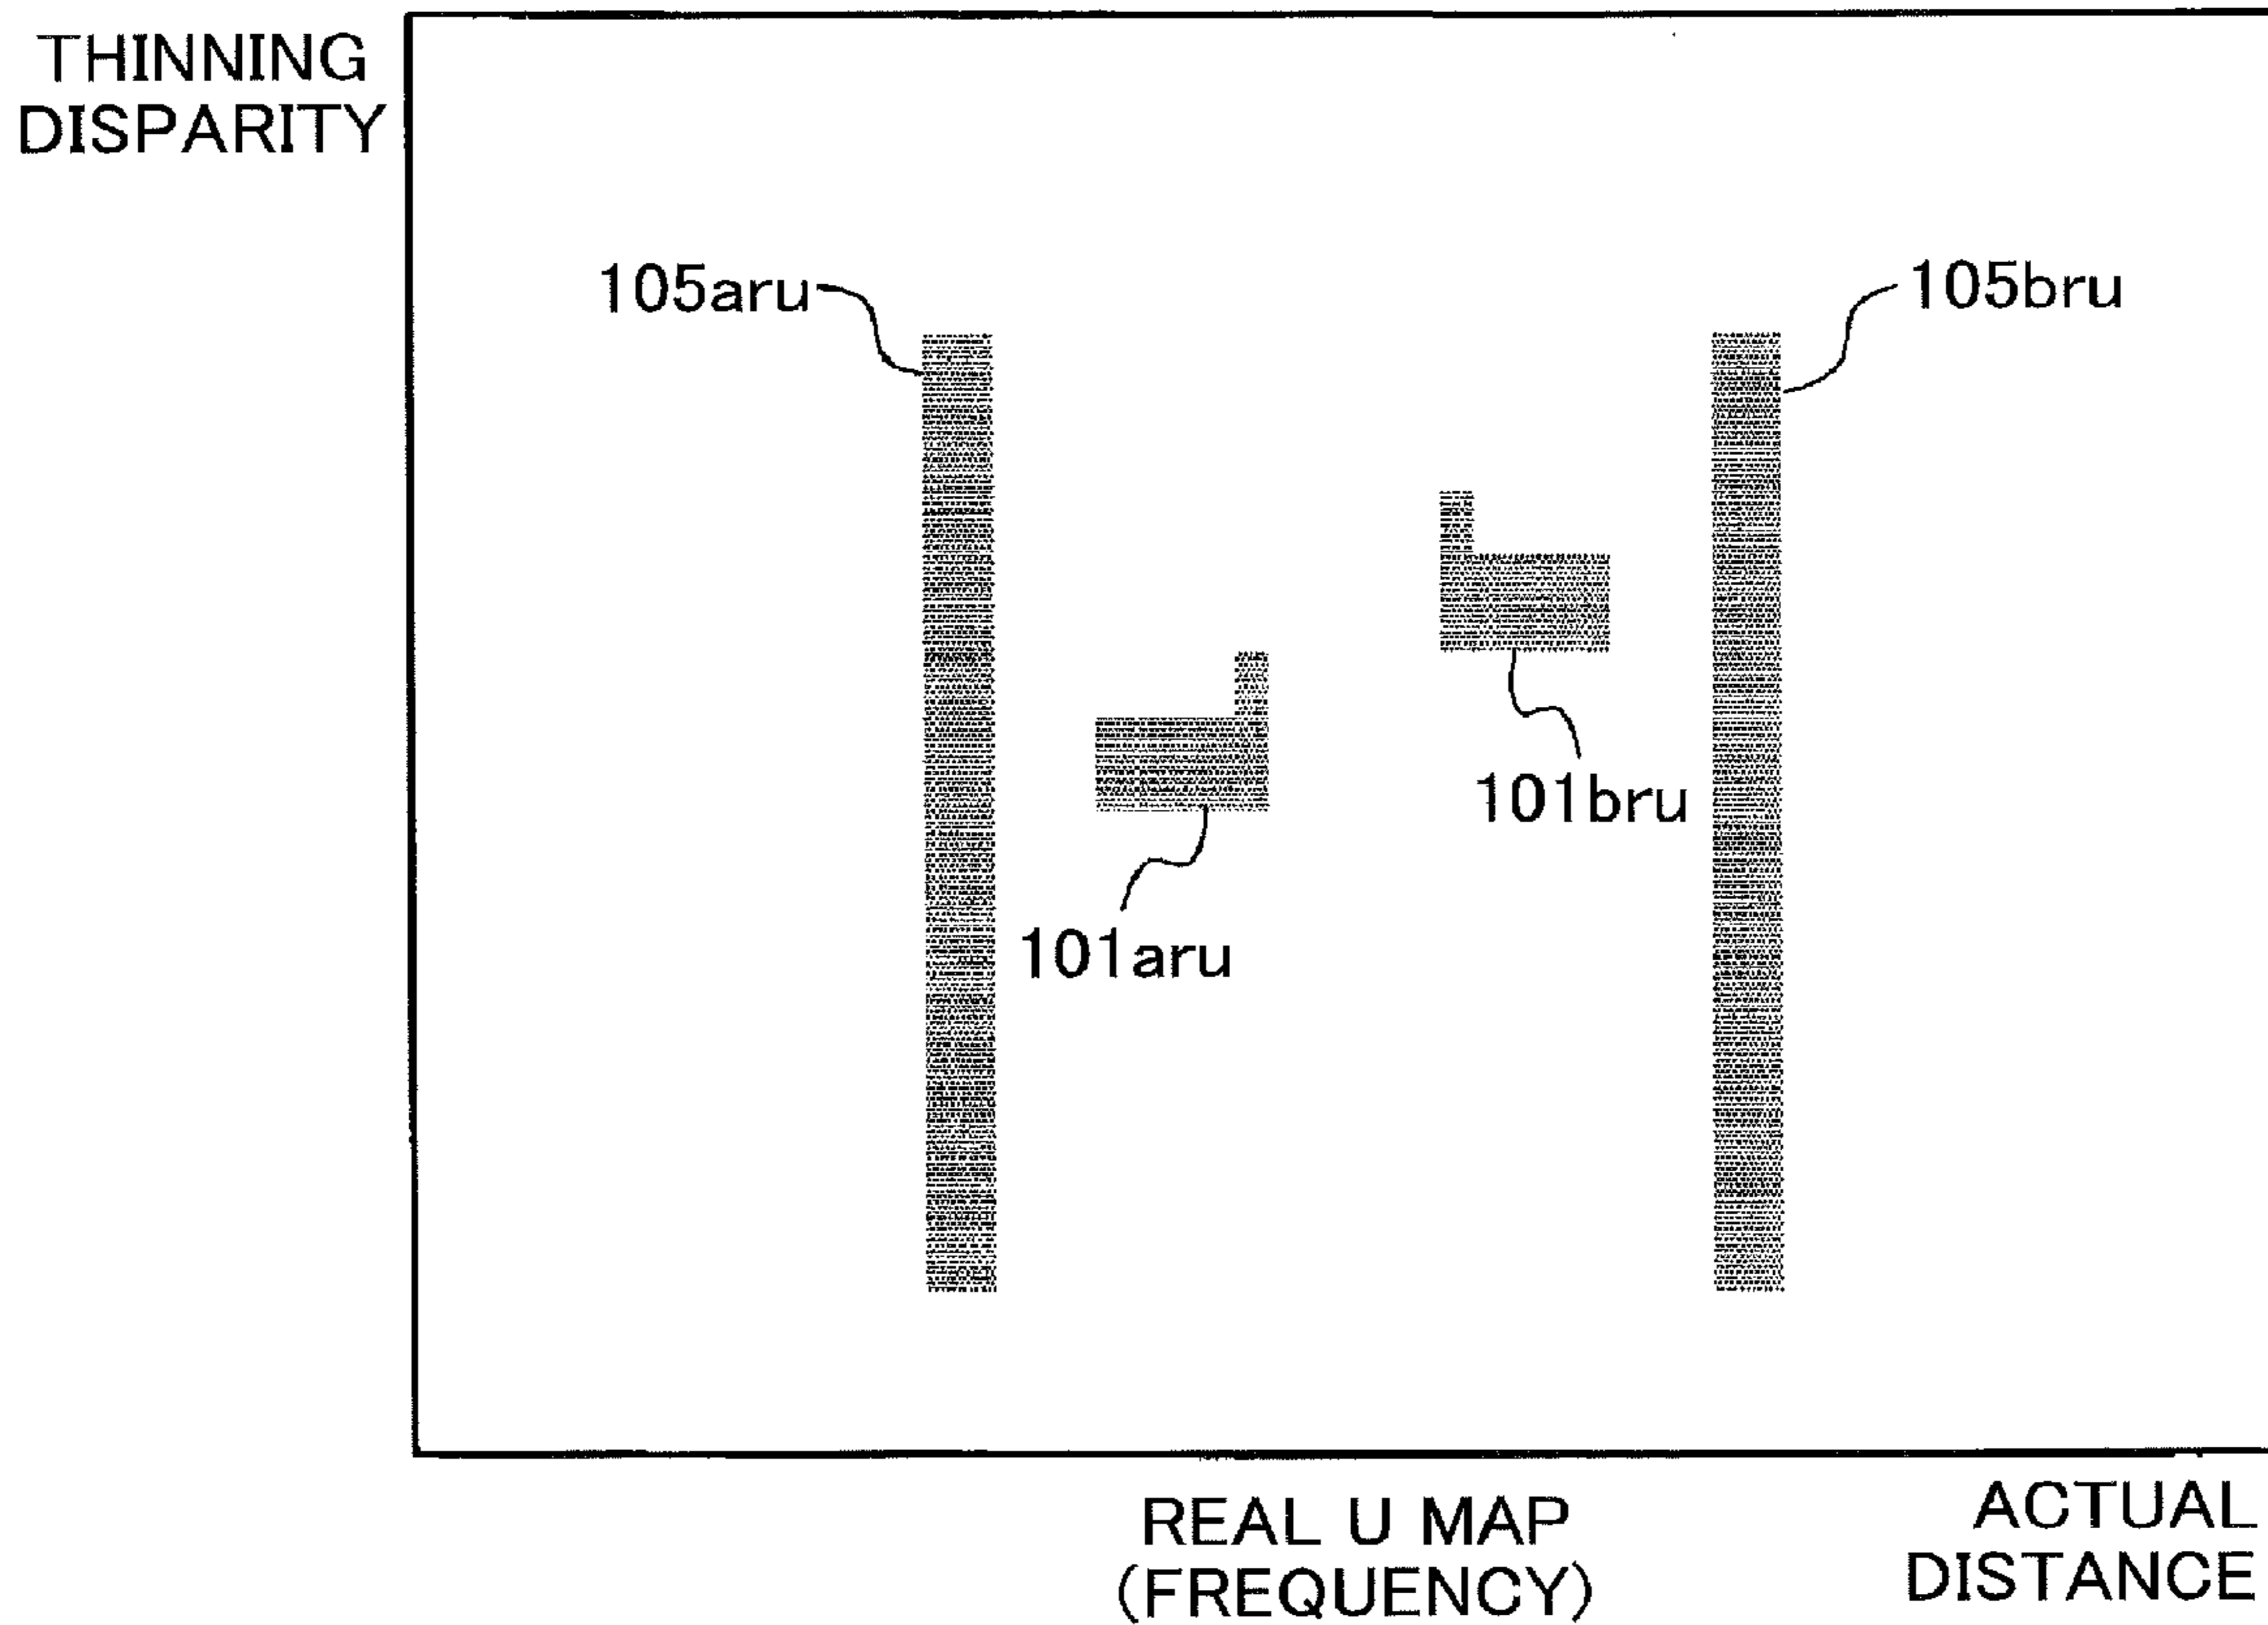 THINNING
DISPARITY
105aru
105bru
101bru
101aru
REAL U MAP
(FREQUENCY)
ACTUAL
DISTANCE